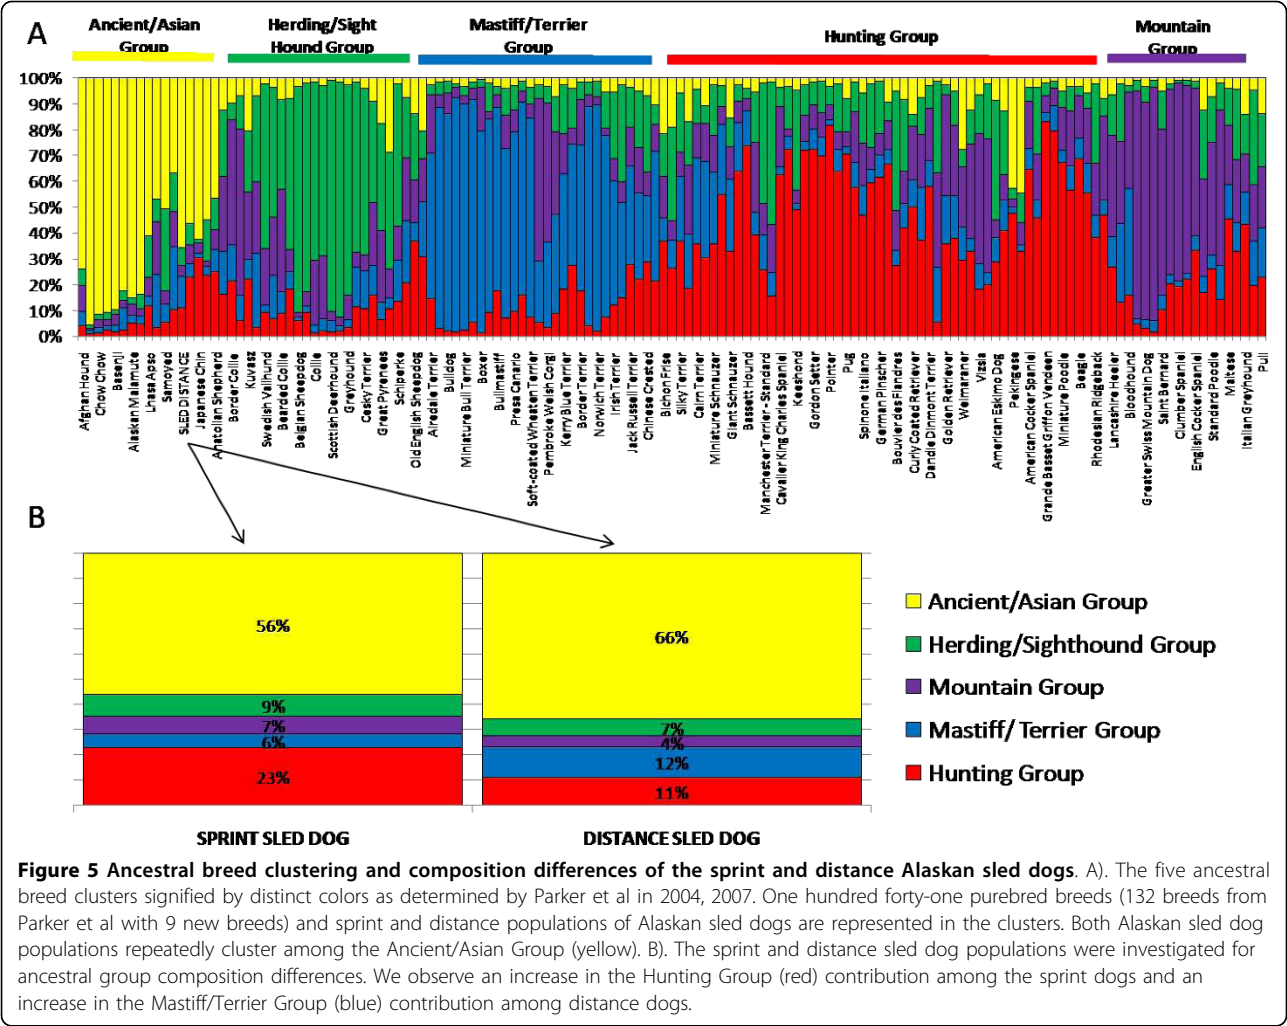 A
Ancient/Asian
Group
Herding/Sight
Hound Group
Mastiff/Terrier
Group
Hunting Group
Mountain
Group
100%
90%
80%
70%
60%
50%
40%
30%
20%
10%
0%
Afghan Hound
Chow Chow
Basenji
Alaskan Malamute
Lhasa Apso
Samoyed
SLED DISTANCE
Japanese Chin
Anatolian Shepherd
Border Collie
Kuvasz
Swedish Vallhund
Bearded Collie
Belgian Sheepdog
Collie
Scottish Deerhound
Greyhound
Cesky Terrier
Great Pyrenees
Schiperke
Old English Sheepdog
Airedale Terrier
Bulldog
Miniature Bull Terrier
Boxer
Bullmastiff
Presa Canario
Soft-coated Wheaten Terrier
Pembroke Welsh Corgi
Kerry Blue Terrier
Border Terrier
Norwich Terrier
Irish Terrier
Jack Russell Terrier
Chinese Crested
Bichon Frise
Silky Terrier
Cairn Terrier
Miniature Schnauzer
Giant Schnauzer
Bassett Hound
Manchester Terrier - Standard
Cavalier King Charles Spaniel
Keeshond
Gordon Setter
Pointer
Pug
Spinone Italiano
German Pinscher
Bouvier des Flandres
Curly Coated Retriever
Dandie Dinmont Terrier
Golden Retriever
Weimaraner
Vizsla
American Eskimo Dog
Pekingese
American Cocker Spaniel
Grande Basset Griffon Vendeen
Miniature Poodle
Beagle
Rhodesian Ridgeback
Lancashire Heeler
Bloodhound
Greater Swiss Mountain Dog
Saint Bernard
Clumber Spaniel
English Cocker Spaniel
Standard Poodle
Maltese
Italian Greyhound
Puli
B
56%
9%
7%
6%
23%
66%
7%
4%
12%
11%
SPRINT SLED DOG
DISTANCE SLED DOG
Ancient/Asian Group
Herding/Sighthound Group
Mountain Group
Mastiff/ Terrier Group
Hunting Group
Figure 5 Ancestral breed clustering and composition differences of the sprint and distance Alaskan sled dogs. A). The five ancestral
breed clusters signified by distinct colors as determined by Parker et al in 2004, 2007. One hundred forty-one purebred breeds (132 breeds from
Parker et al with 9 new breeds) and sprint and distance populations of Alaskan sled dogs are represented in the clusters. Both Alaskan sled dog
populations repeatedly cluster among the Ancient/Asian Group (yellow). B). The sprint and distance sled dog populations were investigated for
ancestral group composition differences. We observe an increase in the Hunting Group (red) contribution among the sprint dogs and an
increase in the Mastiff/Terrier Group (blue) contribution among distance dogs.